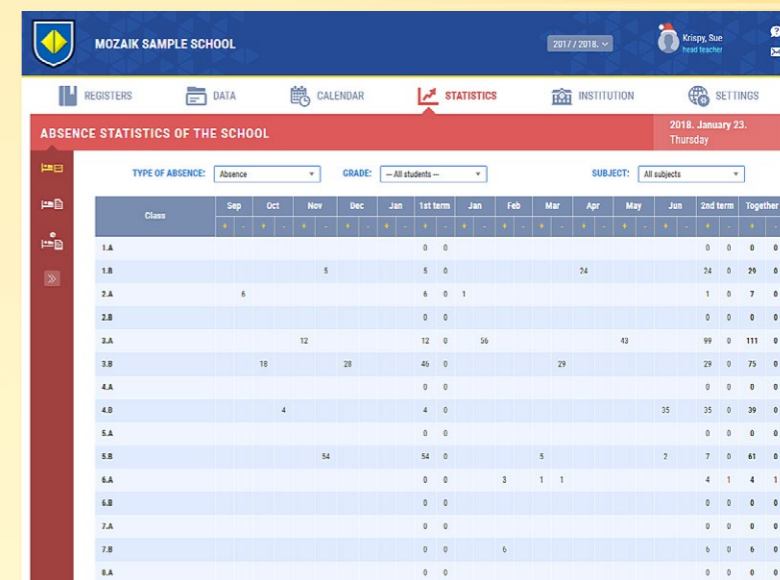 MOZAIK SAMPLE SCHOOL 2017 / 2018. Krispy, Sue
head teacher
REGISTERS DATA CALENDAR STATISTICS INSTITUTION SETTINGS
ABSENCE STATISTICS OF THE SCHOOL 2018. January 23.
Thursday
TYPE OF ABSENCE: Absence GRADE: -- All students -- SUBJECT: All subjects
Class Sep Oct Nov Dec Jan 1st term Jan Feb Mar Apr May Jun 2nd term Together
+ - + - + - + - + - + - + - + - + - + - + - + - + - + -
1.A 0 0 0 0 0 0
1.B 5 5 0 24 24 0 29 0
2.A 6 6 0 1 1 0 7 0
2.B 0 0 0 0 0 0
3.A 12 12 0 56 43 99 0 111 0
3.B 18 28 46 0 29 29 0 75 0
4.A 0 0 0 0 0 0
4.B 4 4 0 35 35 0 39 0
5.A 0 0 0 0 0 0
5.B 54 54 0 5 2 7 0 61 0
6.A 0 0 3 1 1 4 1 4 1
6.B 0 0 0 0 0 0
7.A 0 0 0 0 0 0
7.B 0 0 6 6 0 6 0
8.A 0 0 0 0 0 0